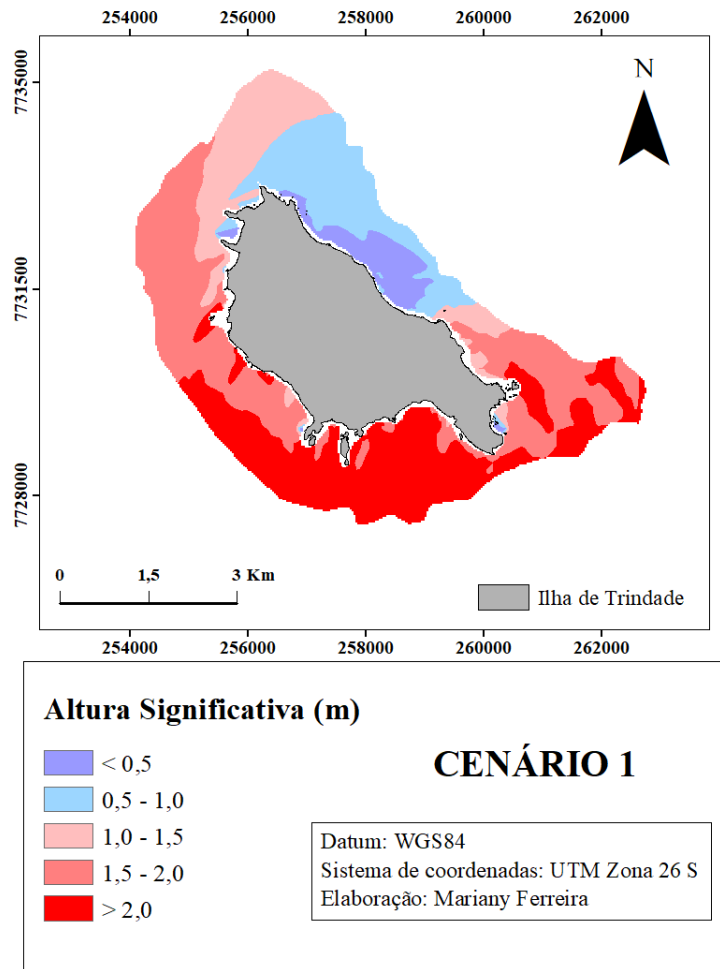 254000 256000 258000 260000 262000
7735000
N
7731500
7728000
0 1,5 3 Km
Ilha de Trindade
254000 256000 258000 260000 262000
Altura Significativa (m)
< 0,5
0,5 - 1,0
1,0 - 1,5
1,5 - 2,0
> 2,0
CENÁRIO 1
Datum: WGS84
Sistema de coordenadas: UTM Zona 26 S
Elaboração: Mariany Ferreira